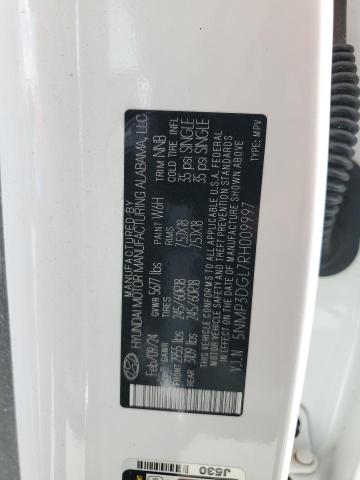 MANUFACTURED BY
HYUNDAI MOTOR MANUFACTURING ALABAMA, LLC
Feb/09/24 GVWR 5677 lbs PAINT W6H TRIM NNB
GAWR TIRES RIMS COLD TIRE INFL
FRONT 2955 lbs 245/60R18 7.5JX18 35 psi SINGLE
REAR 3109 lbs 245/60R18 7.5JX18 35 psi SINGLE
THIS VEHICLE CONFORMS TO ALL APPLICABLE U.S.A. FEDERAL
MOTOR VEHICLE SAFETY AND THEFT PREVENTION STANDARDS
IN EFFECT ON THE DATE OF MANUFACTURE SHOWN ABOVE
V.I.N 5NMP3DGL7RH009997 TYPE: MPV
J530